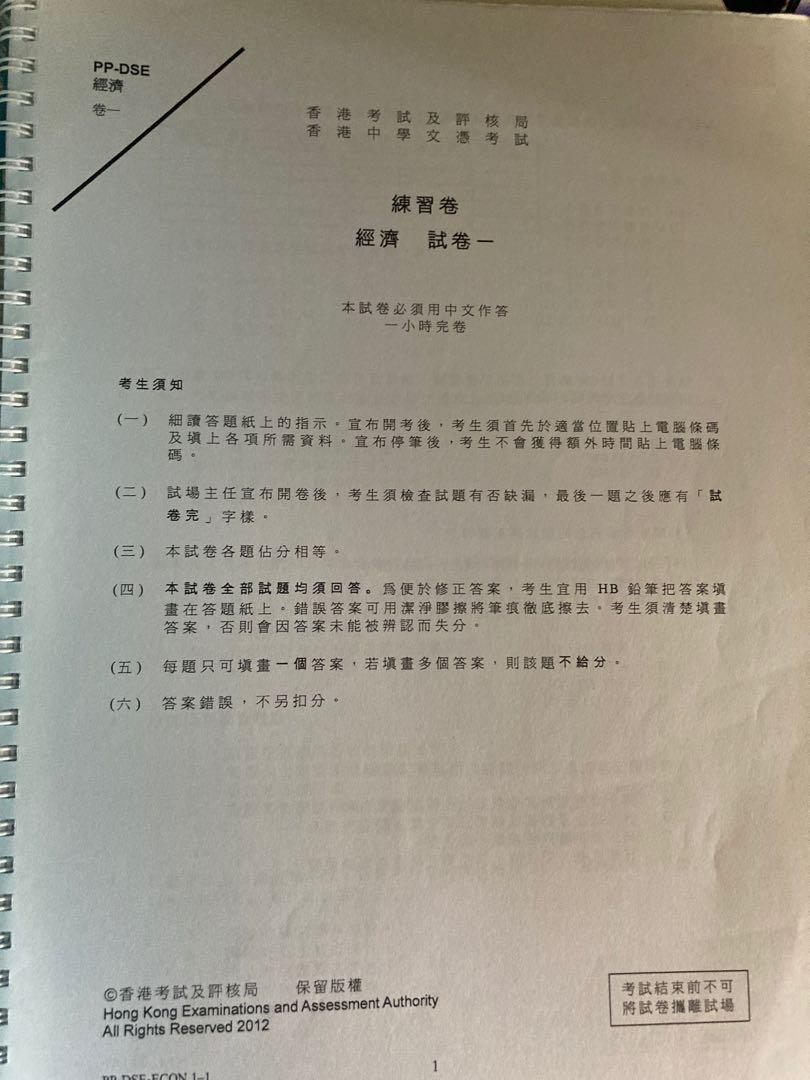 PP-DSE
經濟
卷一
香港考試及評核局
香港中學文憑考試
練習卷
經濟 試卷一
本試卷必須用中文作答
一小時完卷
考生須知
(一) 細讀答題紙上的指示。宣布開考後，考生須首先於適當位置貼上電腦條碼
及填上各項所需資料。宣布停筆後，考生不會獲得額外時間貼上電腦條
碼。
(二) 試場主任宣布開卷後，考生須檢查試題有否缺漏，最後一題之後應有「試
卷完」字樣。
(三) 本試卷各題佔分相等。
(四) 本試卷全部試題均須回答。為便於修正答案，考生宜用 HB 鉛筆把答案填
畫在答題紙上。錯誤答案可用潔淨膠擦將筆痕徹底擦去。考生須清楚填畫
答案，否則會因答案未能被辨認而失分。
(五) 每題只可填畫一個答案，若填畫多個答案，則該題不給分。
(六) 答案錯誤，不另扣分。
©香港考試及評核局 保留版權
Hong Kong Examinations and Assessment Authority
All Rights Reserved 2012
考試結束前不可
將試卷攜離試場
PP-DSE-ECON 1–1
1